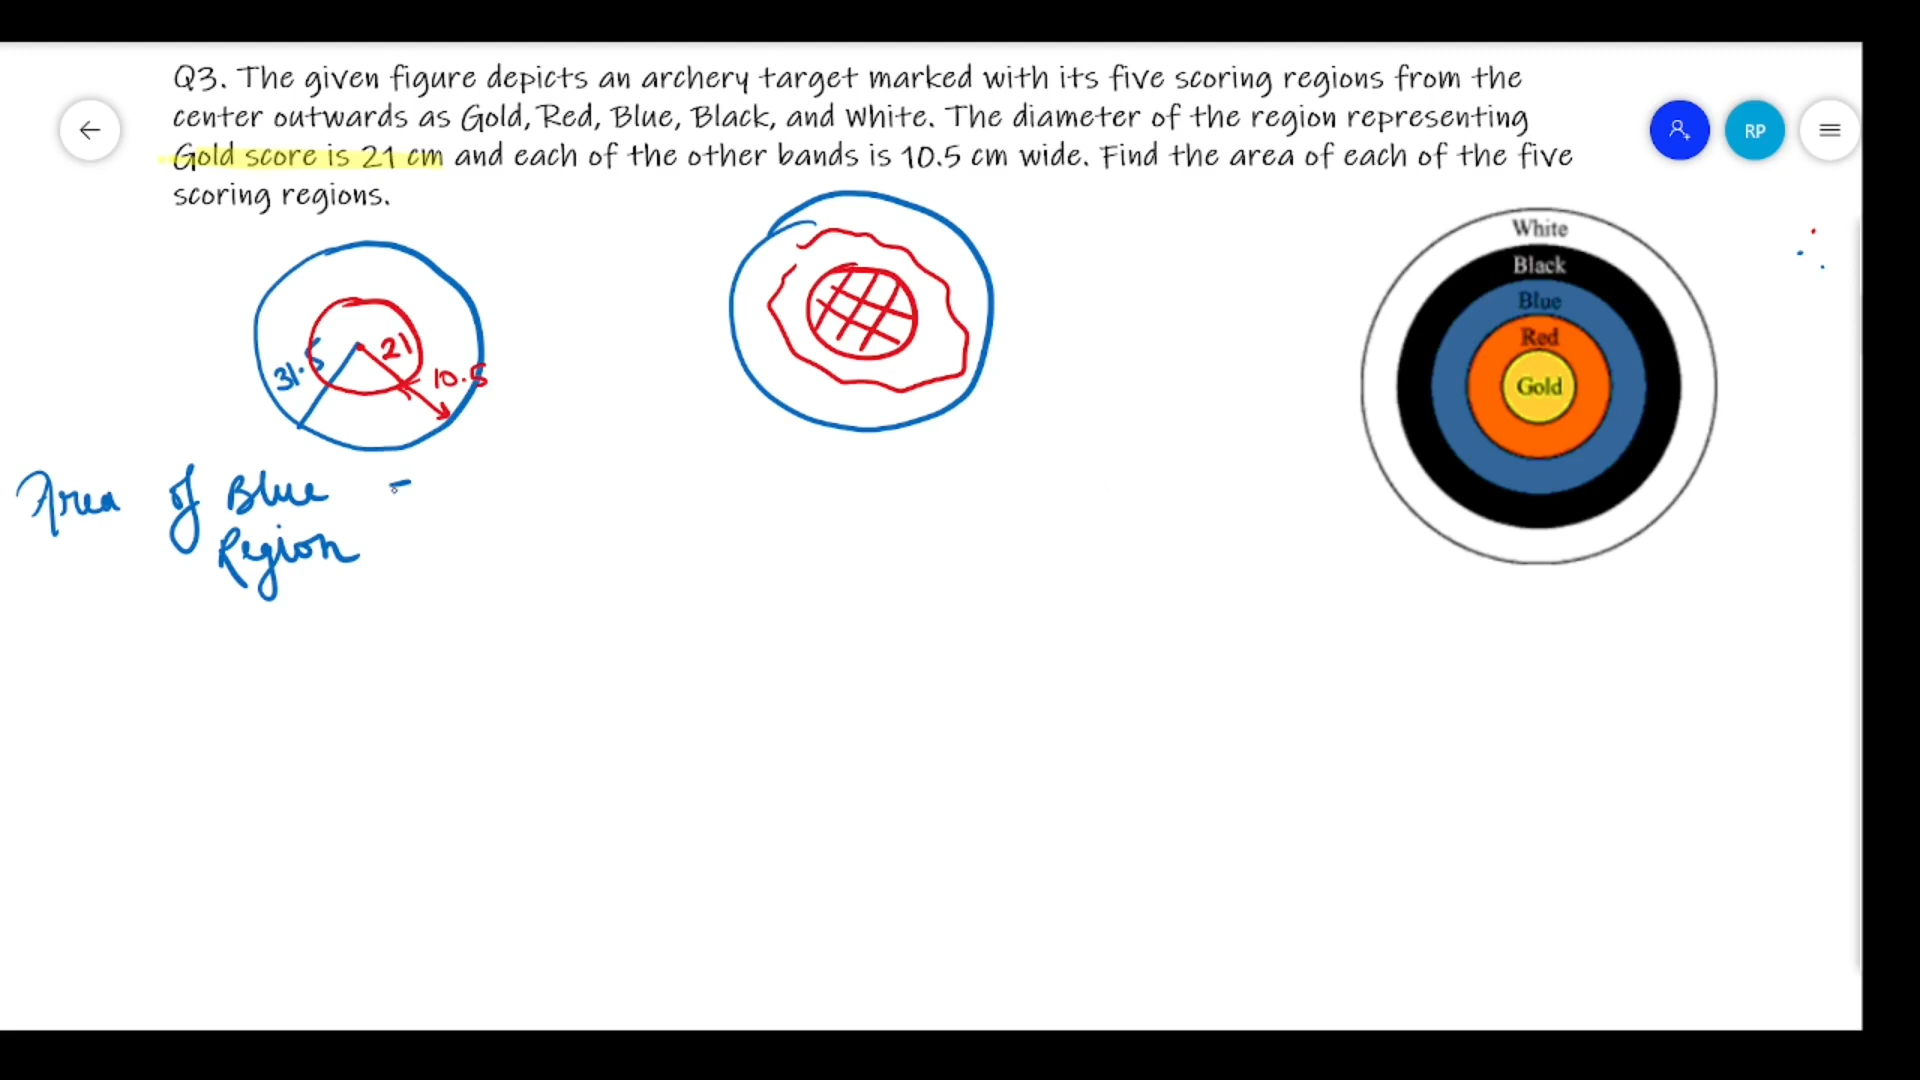 Q3. The given figure depicts an archery target marked with its five scoring regions from the
center outwards as Gold, Red, Blue, Black, and White. The diameter of the region representing
Gold score is 21 cm and each of the other bands is 10.5 cm wide. Find the area of each of the five
scoring regions.
RP
White
Black
Blue
Red
Gold
21
31.5
10.5
Area of Blue =
Region